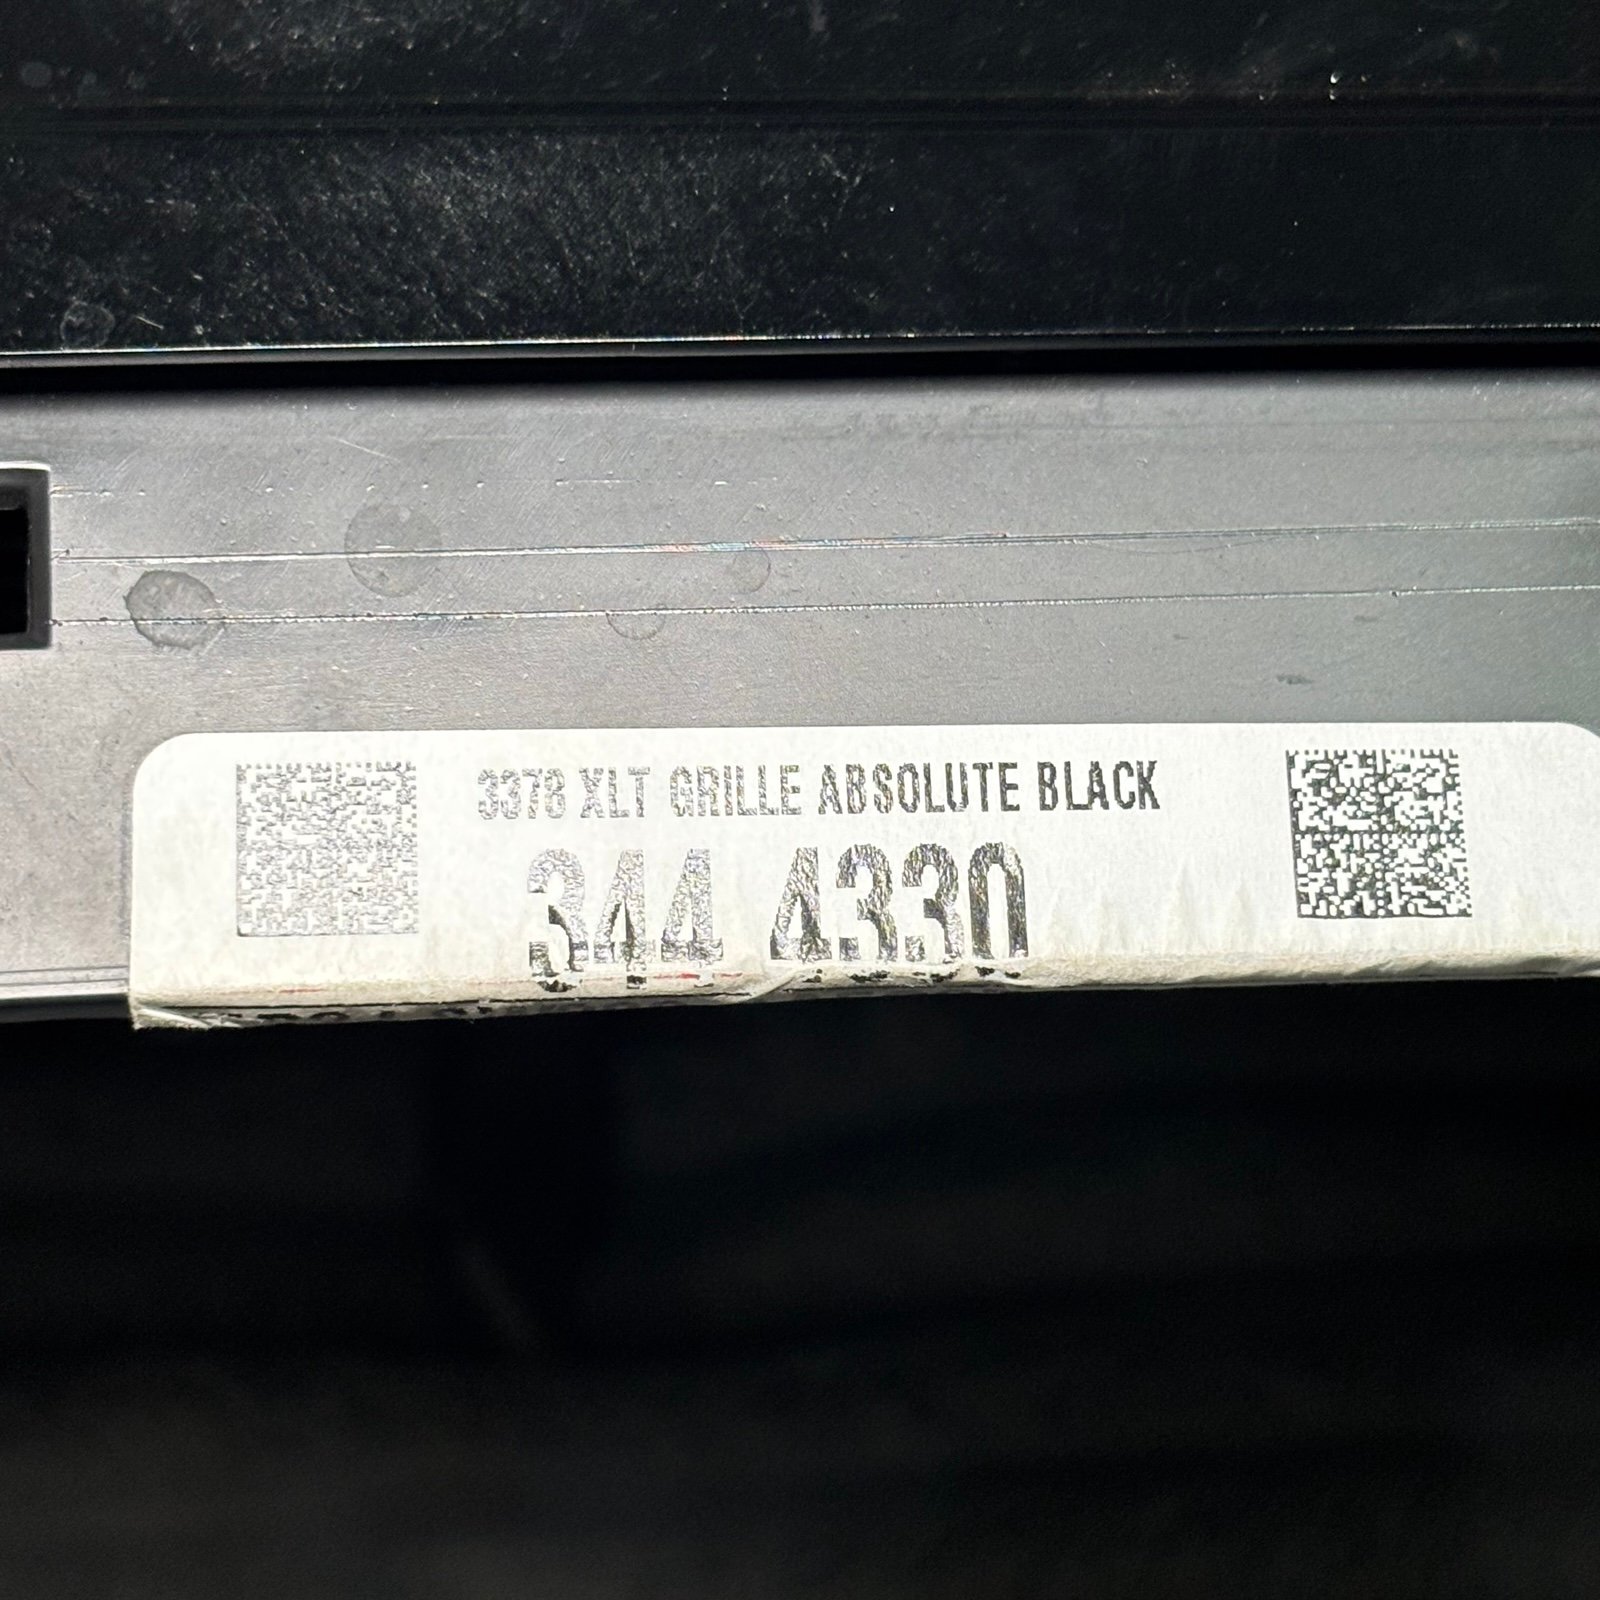 3378 XLT GRILLE ABSOLUTE BLACK
344 4330